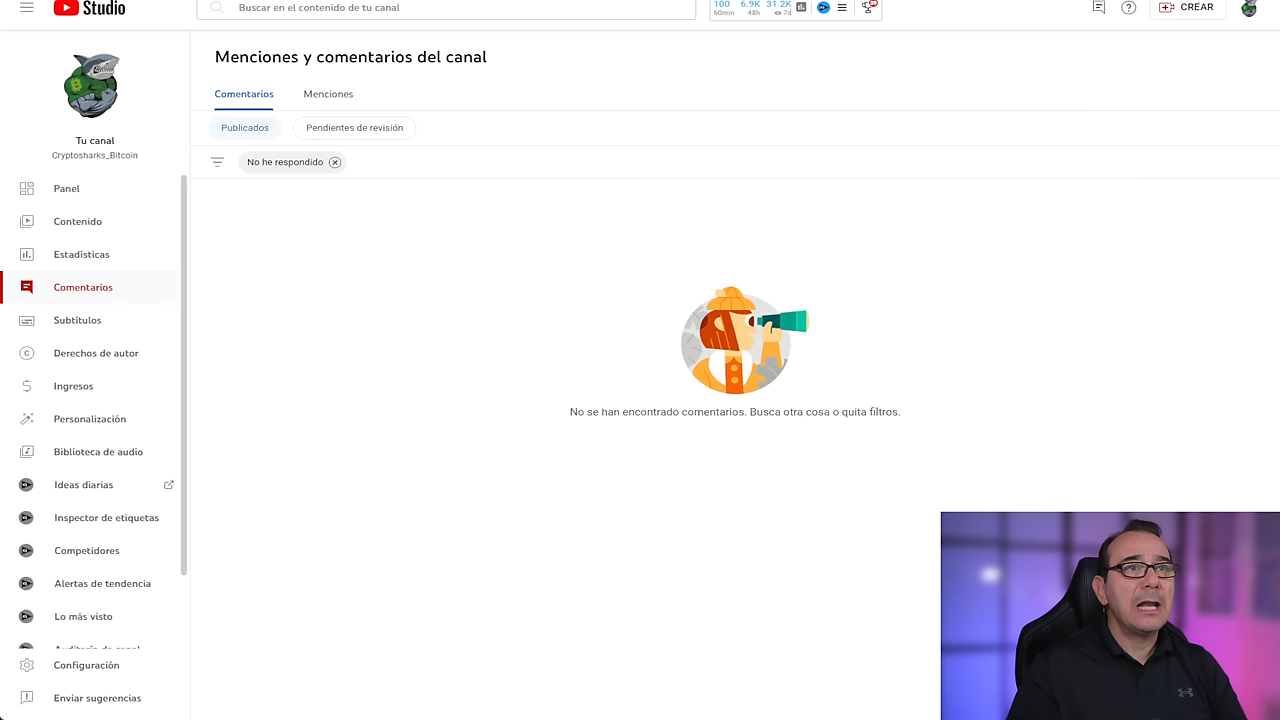 Studio
Buscar en el contenido de tu canal
100 6.9K 31.2K
60min 48h 7d
CREAR
Menciones y comentarios del canal
Comentarios
Menciones
Publicados
Pendientes de revisión
No he respondido
Tu canal
Cryptosharks_Bitcoin
Panel
Contenido
Estadísticas
Comentarios
Subtítulos
Derechos de autor
Ingresos
Personalización
Biblioteca de audio
Ideas diarias
Inspector de etiquetas
Competidores
Alertas de tendencia
Lo más visto
Auditoría de canal
Configuración
Enviar sugerencias
No se han encontrado comentarios. Busca otra cosa o quita filtros.